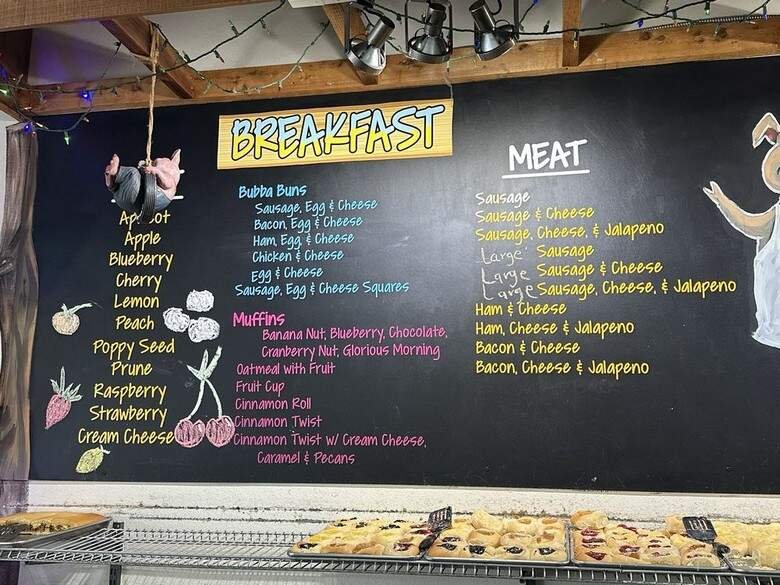 BREAKFAST
Apricot
Apple
Blueberry
Cherry
Lemon
Peach
Poppy Seed
Prune
Raspberry
Strawberry
Cream Cheese
Bubba Buns
Sausage, Egg & Cheese
Bacon, Egg & Cheese
Ham, Egg, & Cheese
Chicken & Cheese
Egg & Cheese
Sausage, Egg & Cheese Squares
Muffins
Banana Nut, Blueberry, Chocolate,
Cranberry Nut, Glorious Morning
Oatmeal with Fruit
Fruit Cup
Cinnamon Roll
Cinnamon Twist
Cinnamon Twist w/ Cream Cheese,
Caramel & Pecans
MEAT
Sausage
Sausage & Cheese
Sausage, Cheese, & Jalapeno
Large Sausage
Large Sausage & Cheese
Large Sausage, Cheese, & Jalapeno
Ham & Cheese
Ham, Cheese & Jalapeno
Bacon & Cheese
Bacon, Cheese & Jalapeno